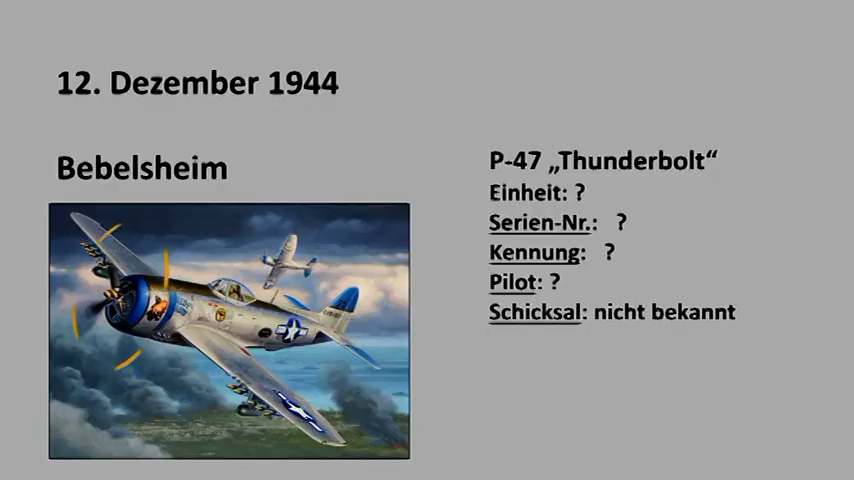 12. Dezember 1944
Bebelsheim
P-47 „Thunderbolt“
Einheit: ?
Serien-Nr.: ?
Kennung: ?
Pilot: ?
Schicksal: nicht bekannt